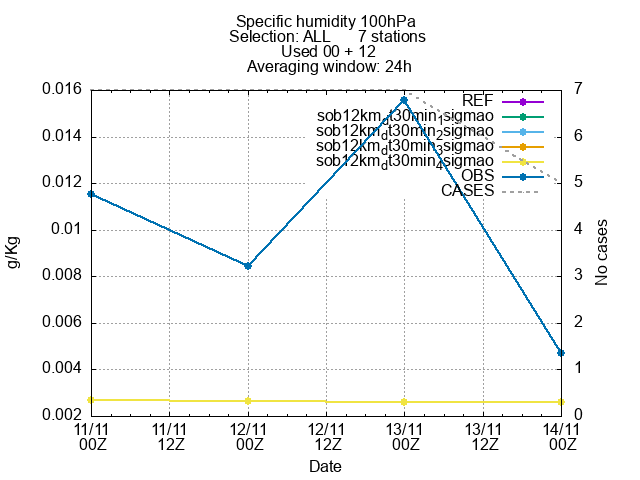 Specific humidity 100hPa
Selection: ALL 7 stations
Used 00 + 12
Averaging window: 24h
0.016
0.014
0.012
0.01
0.008
0.006
0.004
0.002
g/Kg
7
6
5
4
3
2
1
0
No cases
REF
sob12km_dt30min_1sigmao
sob12km_dt30min_2sigmao
sob12km_dt30min_3sigmao
sob12km_dt30min_4sigmao
OBS
CASES
11/11 11/11 12/11 12/11 13/11 13/11 14/11
00Z 12Z 00Z 12Z 00Z 12Z 00Z
Date